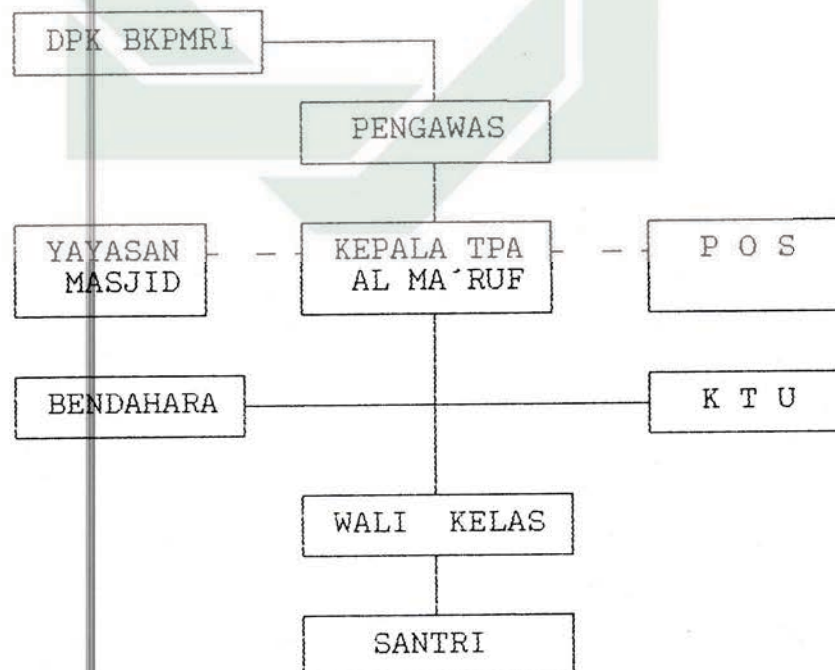 DPK BKPMRI
PENGAWAS
YAYASAN
MASJID
KEPALA TPA
AL MA´RUF
P O S
BENDAHARA
K T U
WALI KELAS
SANTRI